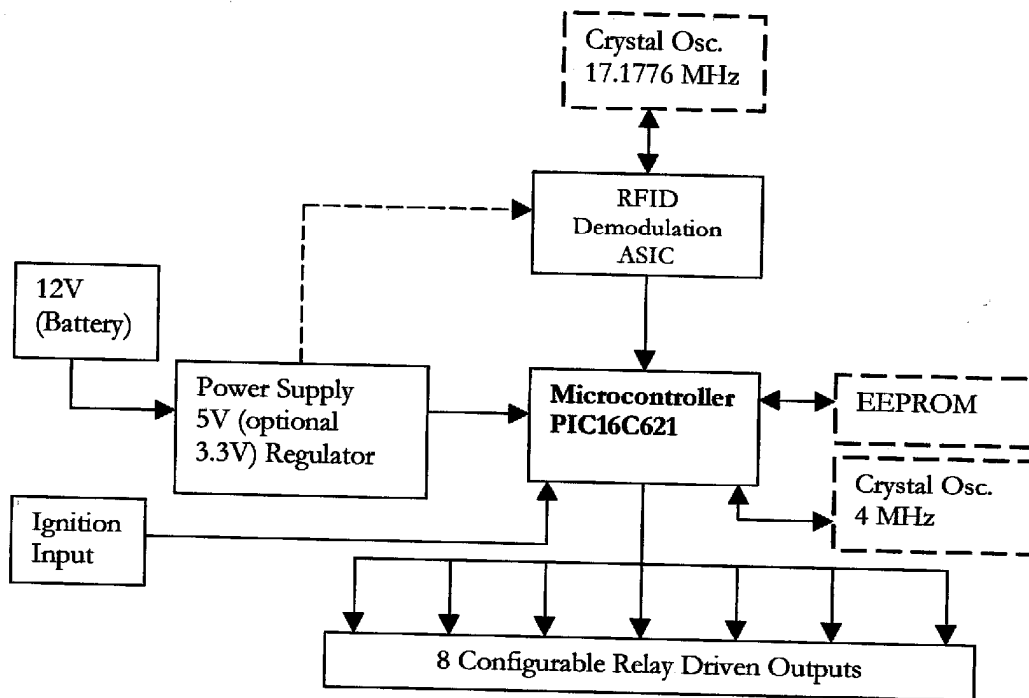 Crystal Osc.
17.1776 MHz
RFID
Demodulation
ASIC
12V
(Battery)
Power Supply
5V (optional
3.3V) Regulator
Microcontroller
PIC16C621
EEPROM
Crystal Osc.
4 MHz
Ignition
Input
8 Configurable Relay Driven Outputs